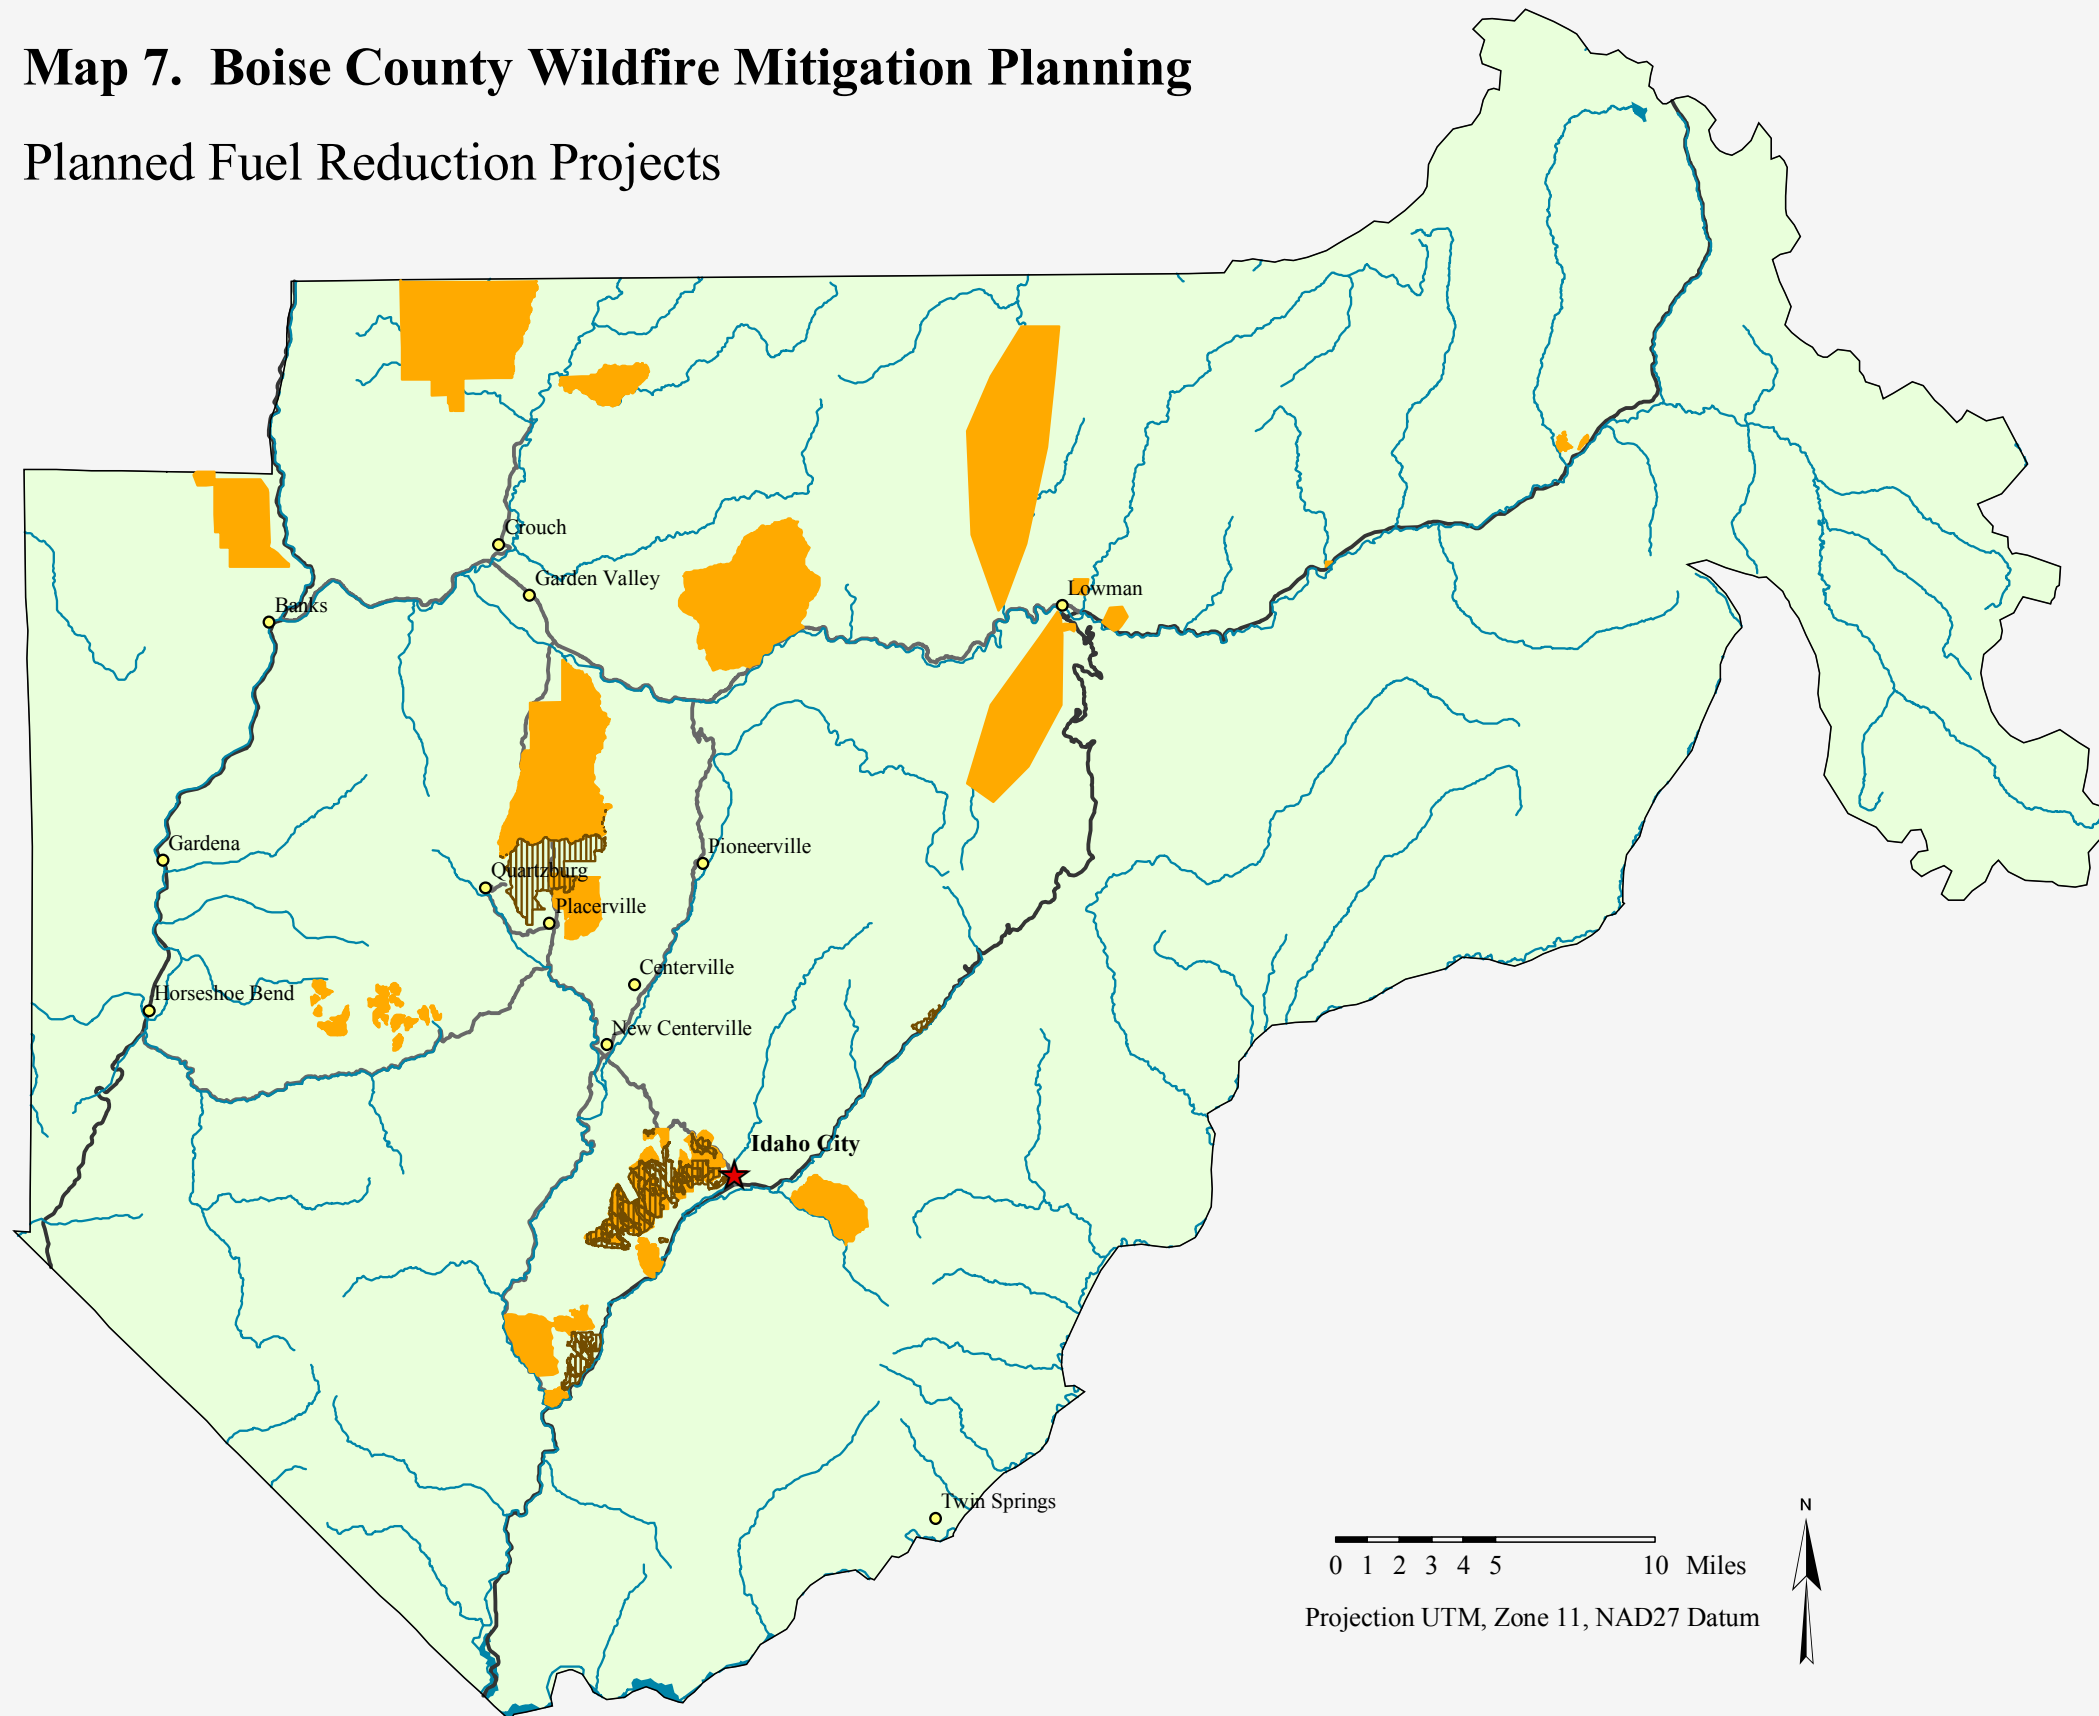 Map 7.  Boise County Wildfire Mitigation Planning
Planned Fuel Reduction Projects
Crouch
Garden Valley
Lowman
Banks
Gardena
Pioneerville
Quartzburg
Placerville
Centerville
Horseshoe Bend
New Centerville
Idaho City
Twin Springs
N
0 1 2 3 4 5 10 Miles
Projection UTM, Zone 11, NAD27 Datum